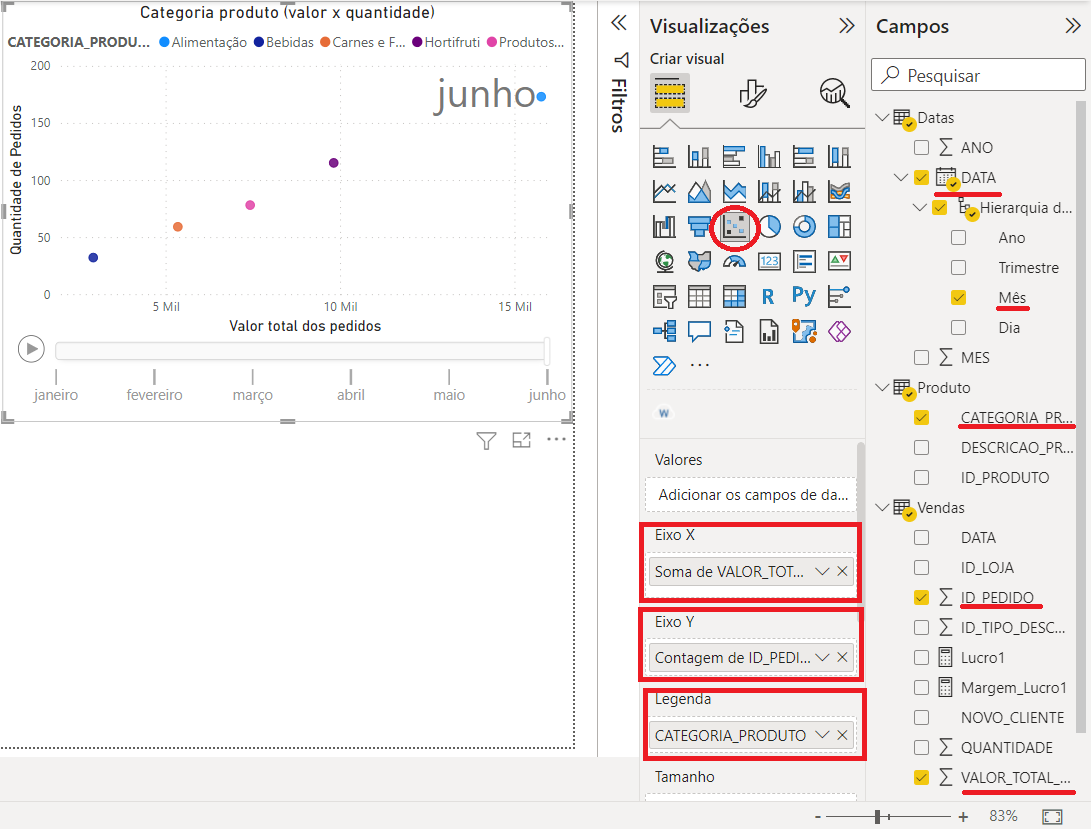 Categoria produto (valor x quantidade)
CATEGORIA_PRODU... Alimentação Bebidas Carnes e F... Hortifruti Produtos...
200
150
100
50
0
Quantidade de Pedidos
junho
5 Mil 10 Mil 15 Mil
Valor total dos pedidos
janeiro fevereiro março abril maio junho
Filtros
Visualizações
Criar visual
123
R Py
...
W
Valores
Adicionar os campos de da...
Eixo X
Soma de VALOR_TOT...
Eixo Y
Contagem de ID_PEDI...
Legenda
CATEGORIA_PRODUTO
Tamanho
Campos
Pesquisar
Datas
ANO
DATA
Hierarquia d...
Ano
Trimestre
Mês
Dia
MES
Produto
CATEGORIA_PR...
DESCRICAO_PR...
ID_PRODUTO
Vendas
DATA
ID_LOJA
ID_PEDIDO
ID_TIPO_DESC...
Lucro1
Margem_Lucro1
NOVO_CLIENTE
QUANTIDADE
VALOR_TOTAL_...
- + 83%